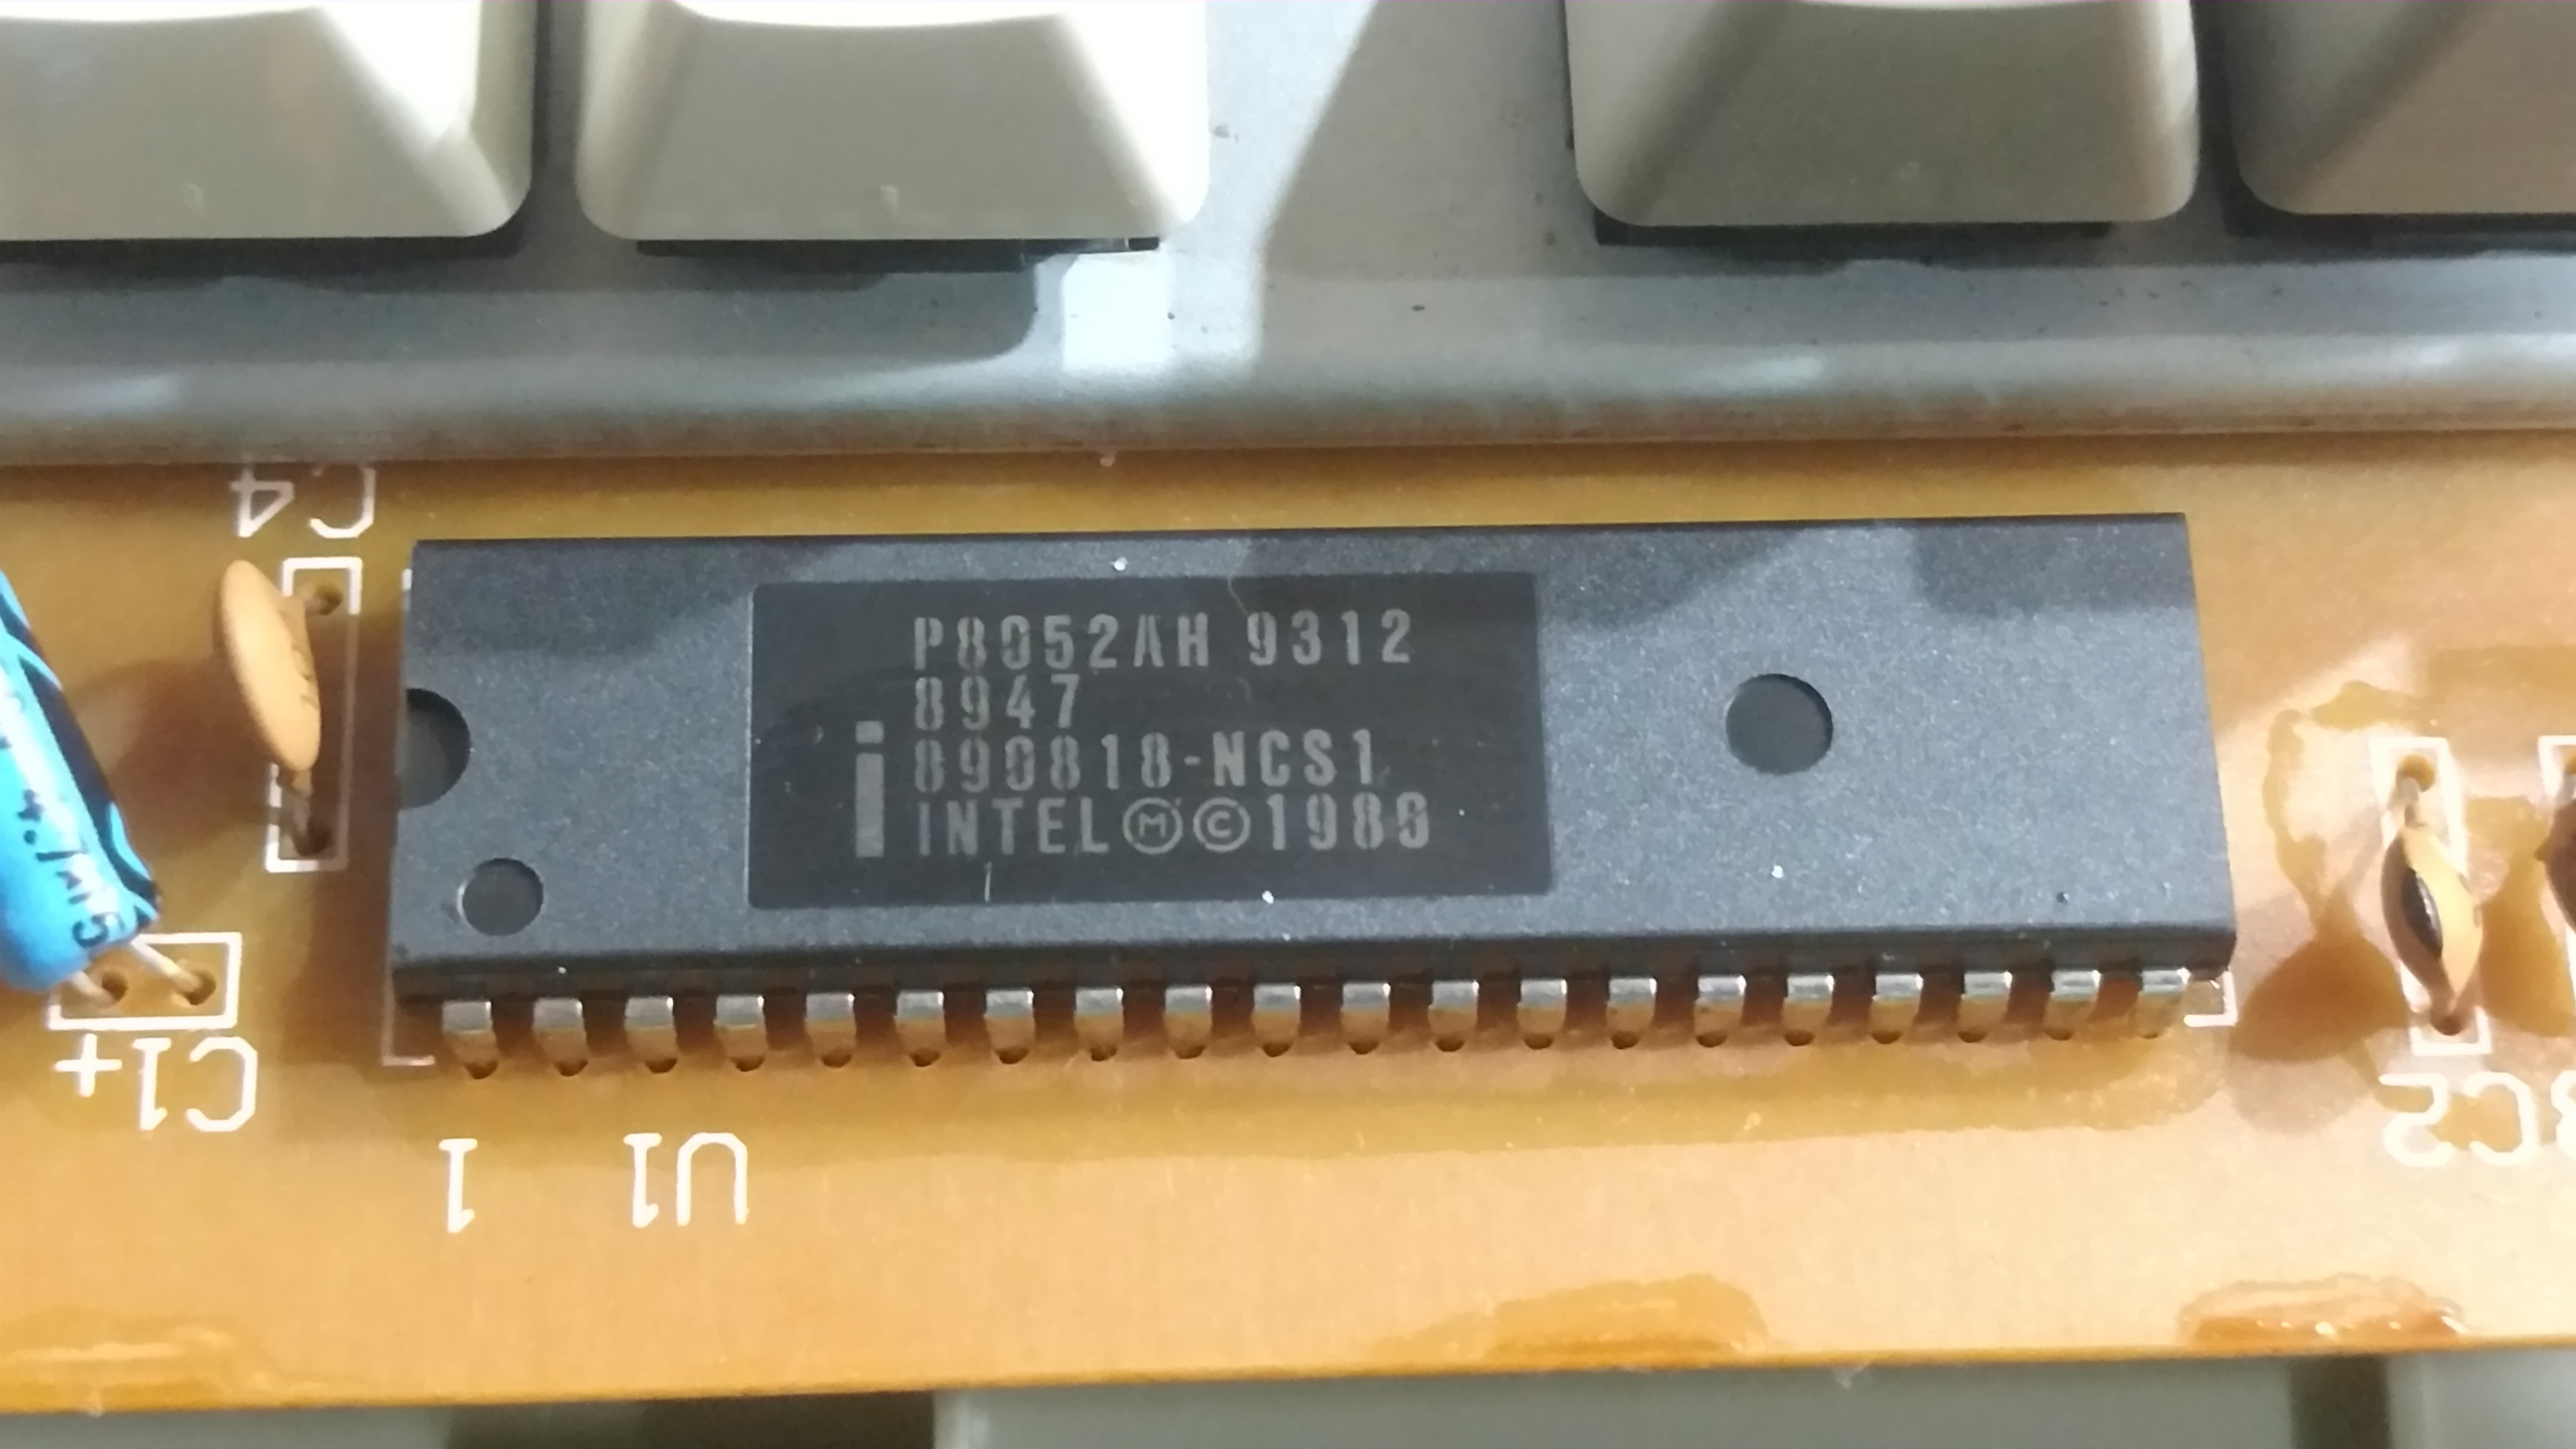 C4
P8052AH 9312
8947
890818-NCS1
INTEL Ⓜ © 1980
C1+
1 U1
C2